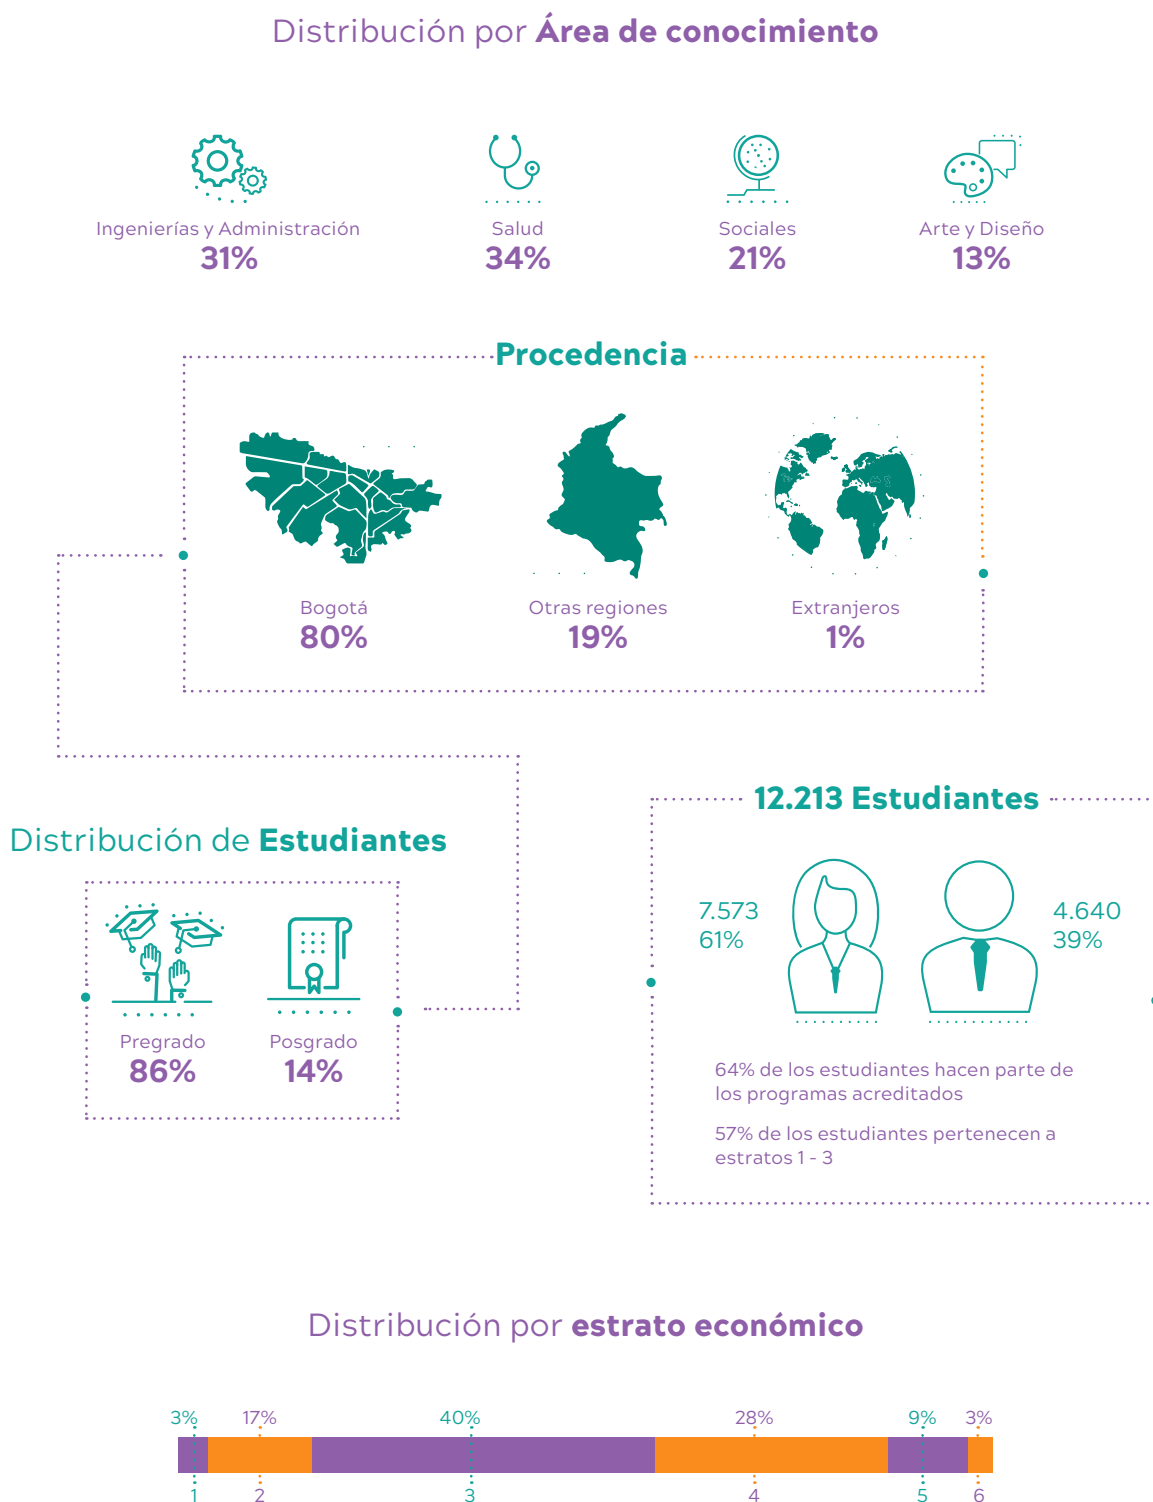 Distribución por Área de conocimiento
Ingenierías y Administración
31%
Salud
34%
Sociales
21%
Arte y Diseño
13%
Procedencia
Bogotá
80%
Otras regiones
19%
Extranjeros
1%
Distribución de Estudiantes
Pregrado
86%
Posgrado
14%
12.213 Estudiantes
7.573
61%
4.640
39%
64% de los estudiantes hacen parte de
los programas acreditados
57% de los estudiantes pertenecen a
estratos 1 - 3
Distribución por estrato económico
3% 17% 40% 28% 9% 3%
1 2 3 4 5 6